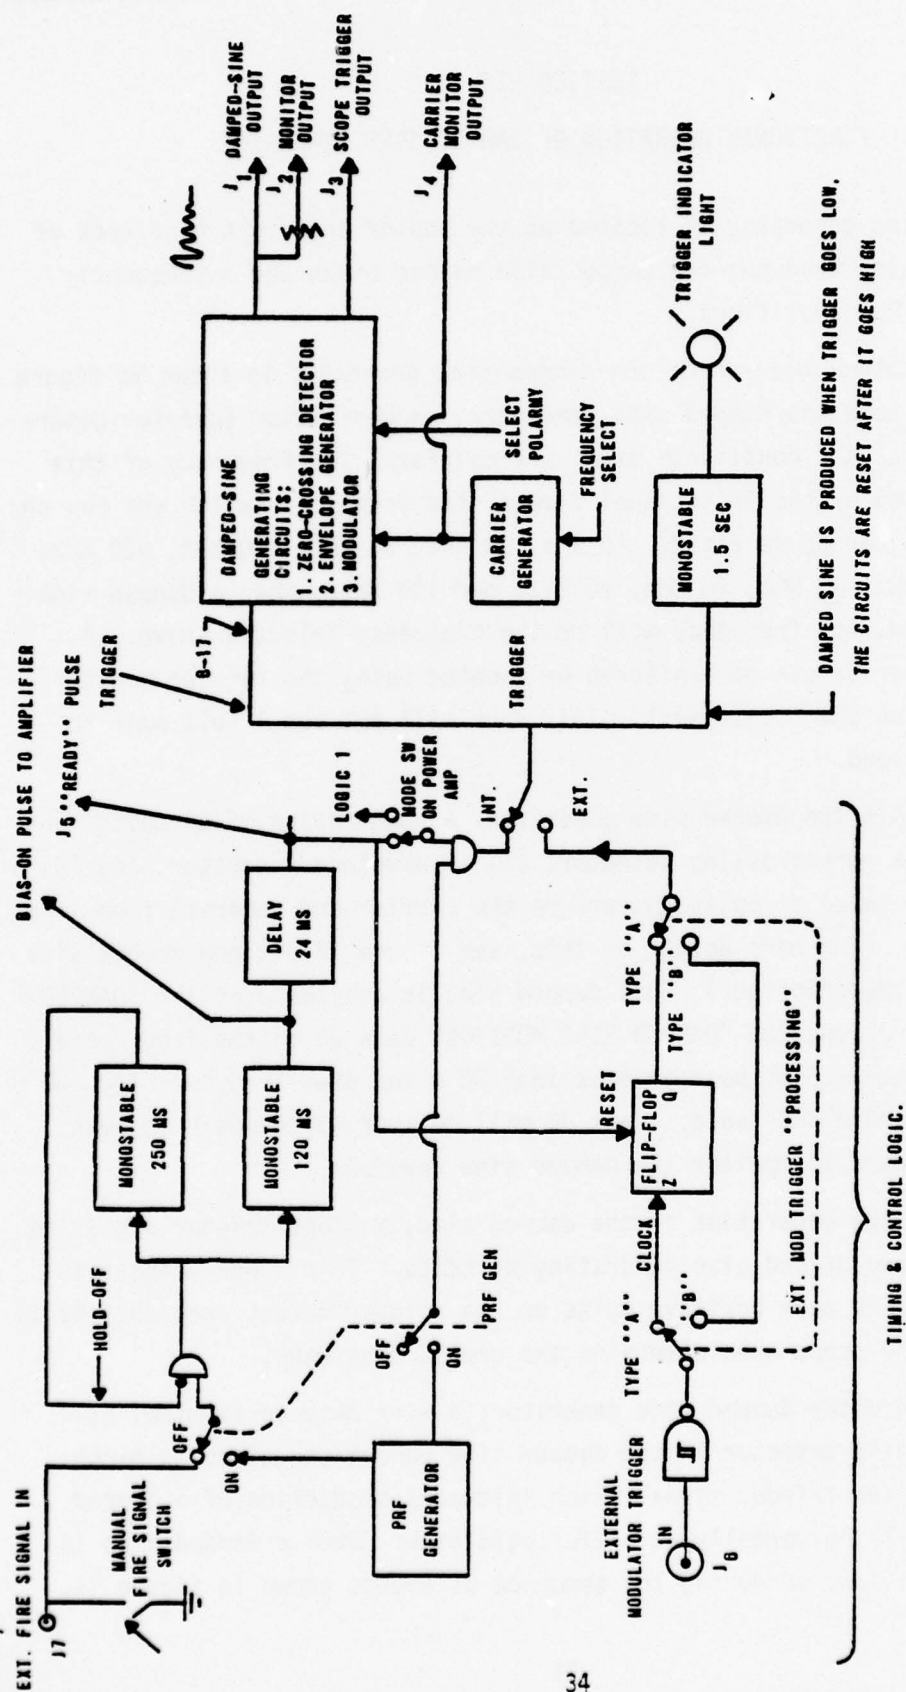 EXT. FIRE SIGNAL IN
J7
MANUAL
FIRE SIGNAL
SWITCH
HOLD-OFF
OFF
ON
PRF
GENERATOR
OFF
ON
PRF GEN
MONOSTABLE
250 MS
MONOSTABLE
120 MS
DELAY
24 MS
BIAS-ON PULSE TO AMPLIFIER
J5 "READY" PULSE
TRIGGER
6-17
LOGIC 1
MODE SW
ON POWER
AMP
INT.
EXT.
TRIGGER
DAMPED-SINE
GENERATING
CIRCUITS:
1. ZERO-CROSSING DETECTOR
2. ENVELOPE GENERATOR
3. MODULATOR
J1 DAMPED-SINE
OUTPUT
J2 MONITOR
OUTPUT
J3 SCOPE TRIGGER
OUTPUT
J4 CARRIER
MONITOR
OUTPUT
SELECT
POLARMY
CARRIER
GENERATOR
FREQUENCY
SELECT
MONOSTABLE
1.5 SEC
TRIGGER INDICATOR
LIGHT
DAMPED SINE IS PRODUCED WHEN TRIGGER GOES LOW,
THE CIRCUITS ARE RESET AFTER IT GOES HIGH
EXTERNAL
MODULATOR TRIGGER
IN
J6
TYPE "A"
"B"
CLOCK
RESET
FLIP-FLOP
Z Q
TYPE "A"
TYPE "B"
EXT. MOD TRIGGER "PROCESSING"
TIMING & CONTROL LOGIC.
34